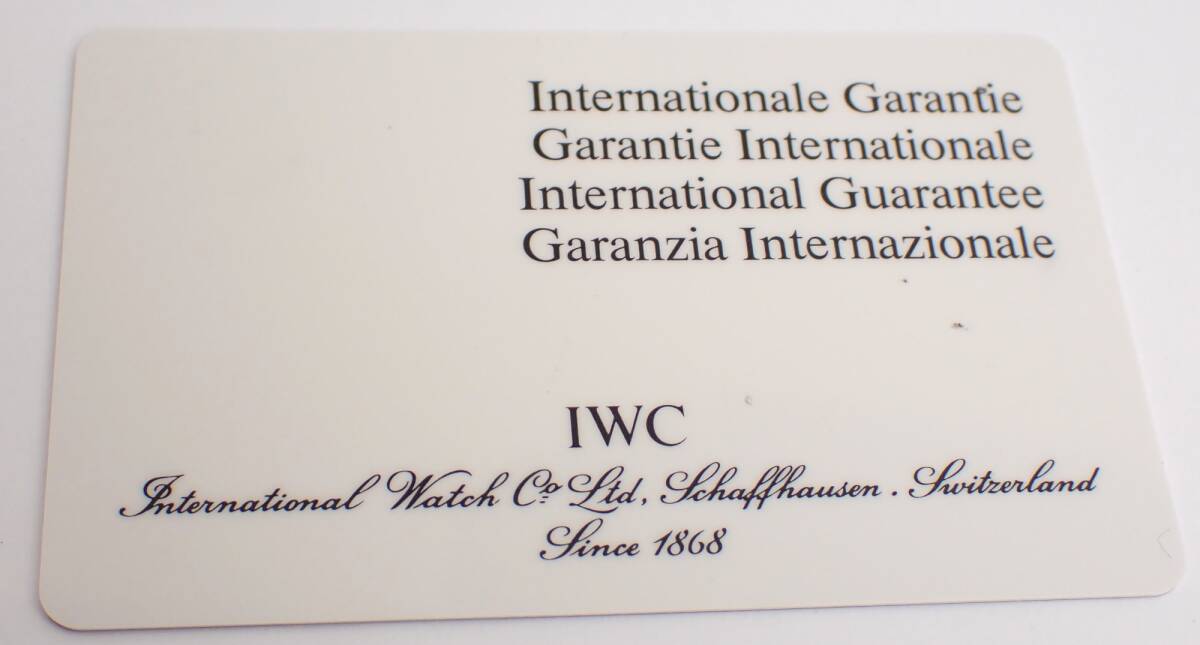 Internationale Garantie
Garantie Internationale
International Guarantee
Garanzia Internazionale
IWC
International Watch Co. Ltd, Schaffhausen. Switzerland
Since 1868